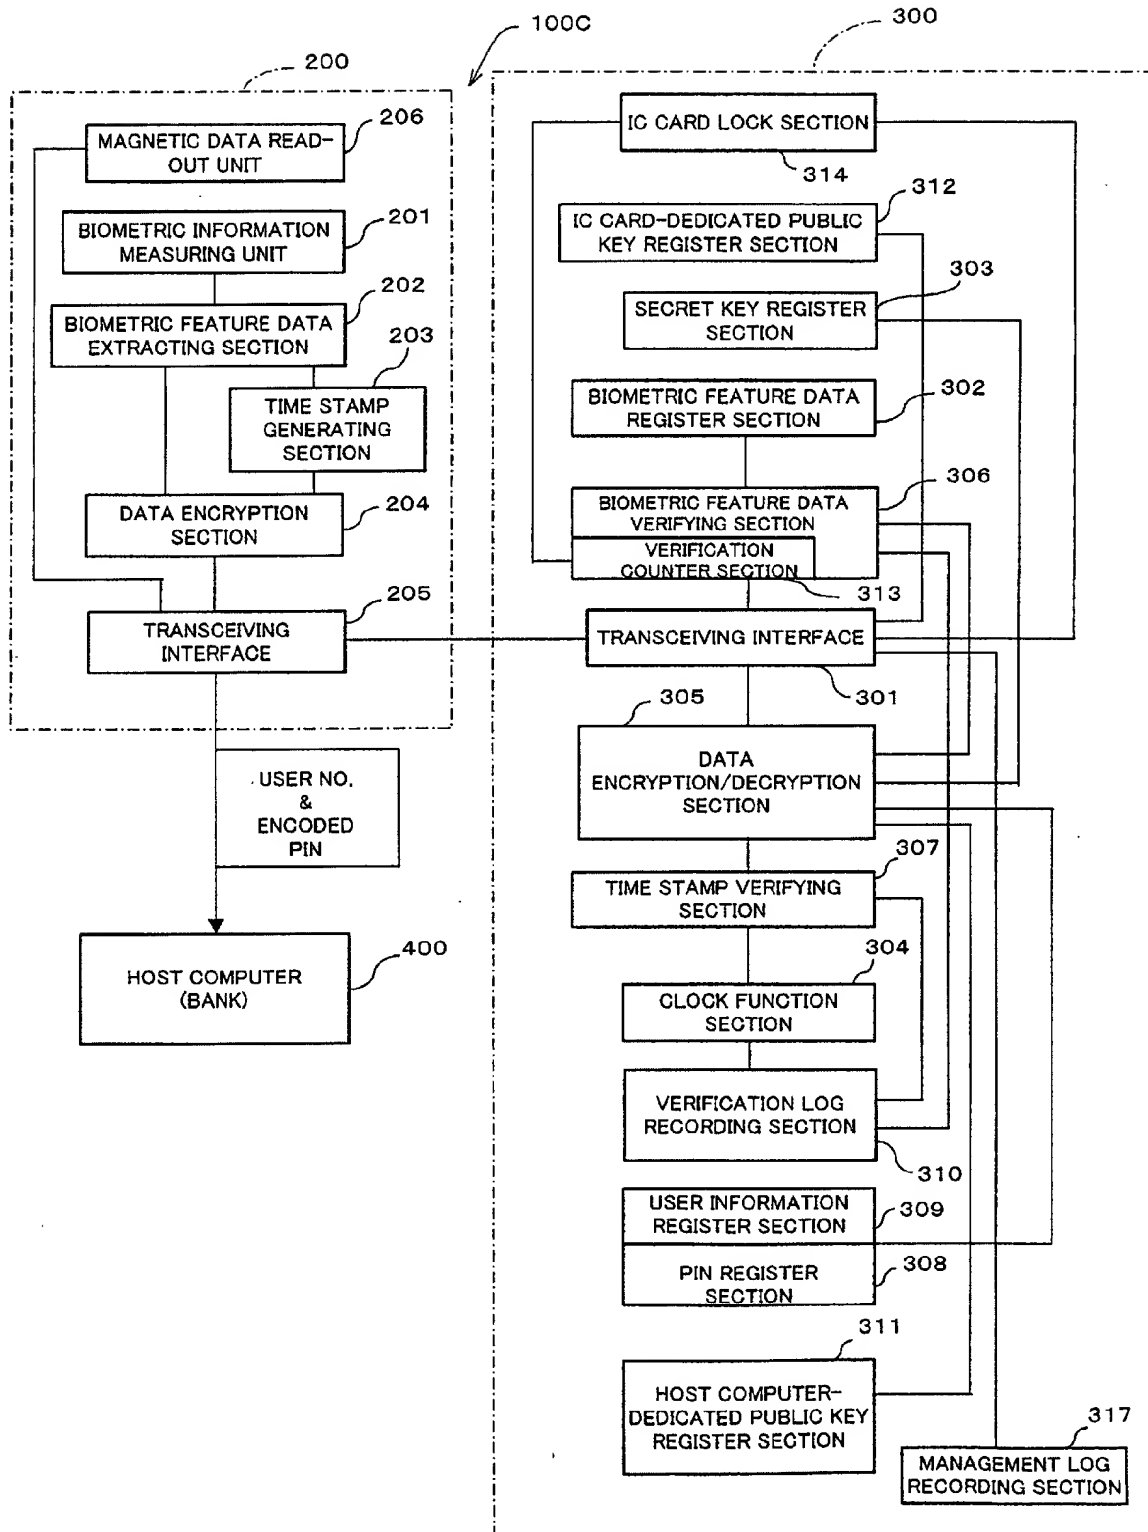 100C
200
206
MAGNETIC DATA READ-
OUT UNIT
201
BIOMETRIC INFORMATION
MEASURING UNIT
202
BIOMETRIC FEATURE DATA
EXTRACTING SECTION
203
TIME STAMP
GENERATING
SECTION
204
DATA ENCRYPTION
SECTION
205
TRANSCEIVING
INTERFACE
USER NO.
&
ENCODED
PIN
400
HOST COMPUTER
(BANK)
300
IC CARD LOCK SECTION
314
312
IC CARD-DEDICATED PUBLIC
KEY REGISTER SECTION
303
SECRET KEY REGISTER
SECTION
302
BIOMETRIC FEATURE DATA
REGISTER SECTION
306
BIOMETRIC FEATURE DATA
VERIFYING SECTION
VERIFICATION
COUNTER SECTION
313
TRANSCEIVING INTERFACE
301
305
DATA
ENCRYPTION/DECRYPTION
SECTION
307
TIME STAMP VERIFYING
SECTION
304
CLOCK FUNCTION
SECTION
VERIFICATION LOG
RECORDING SECTION
310
USER INFORMATION
REGISTER SECTION
309
PIN REGISTER
SECTION
308
311
HOST COMPUTER-
DEDICATED PUBLIC KEY
REGISTER SECTION
317
MANAGEMENT LOG
RECORDING SECTION